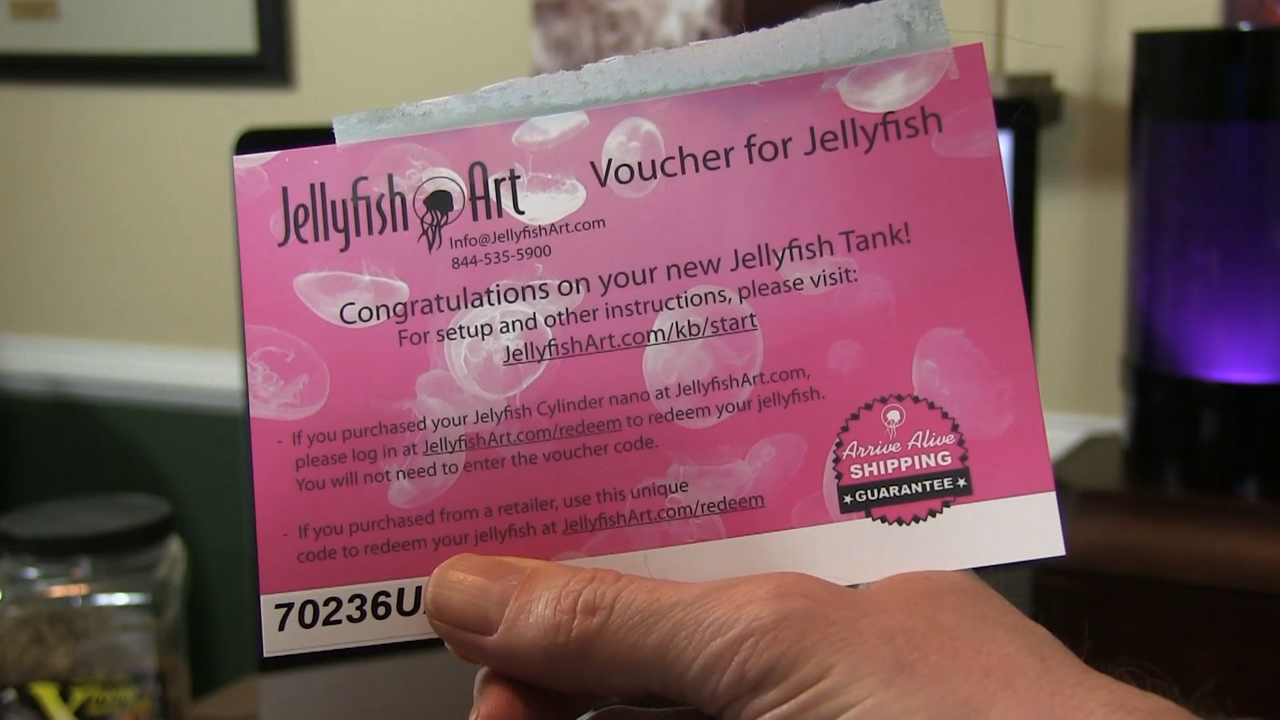 Jellyfish Art
Voucher for Jellyfish
Info@JellyfishArt.com
844-535-5900
Congratulations on your new Jellyfish Tank!
For setup and other instructions, please visit:
JellyfishArt.com/kb/start
- If you purchased your Jelyfish Cylinder nano at JellyfishArt.com,
please log in at JellyfishArt.com/redeem to redeem your jellyfish.
You will not need to enter the voucher code.
- If you purchased from a retailer, use this unique
code to redeem your jellyfish at JellyfishArt.com/redeem
Arrive Alive
SHIPPING
GUARANTEE
70236U